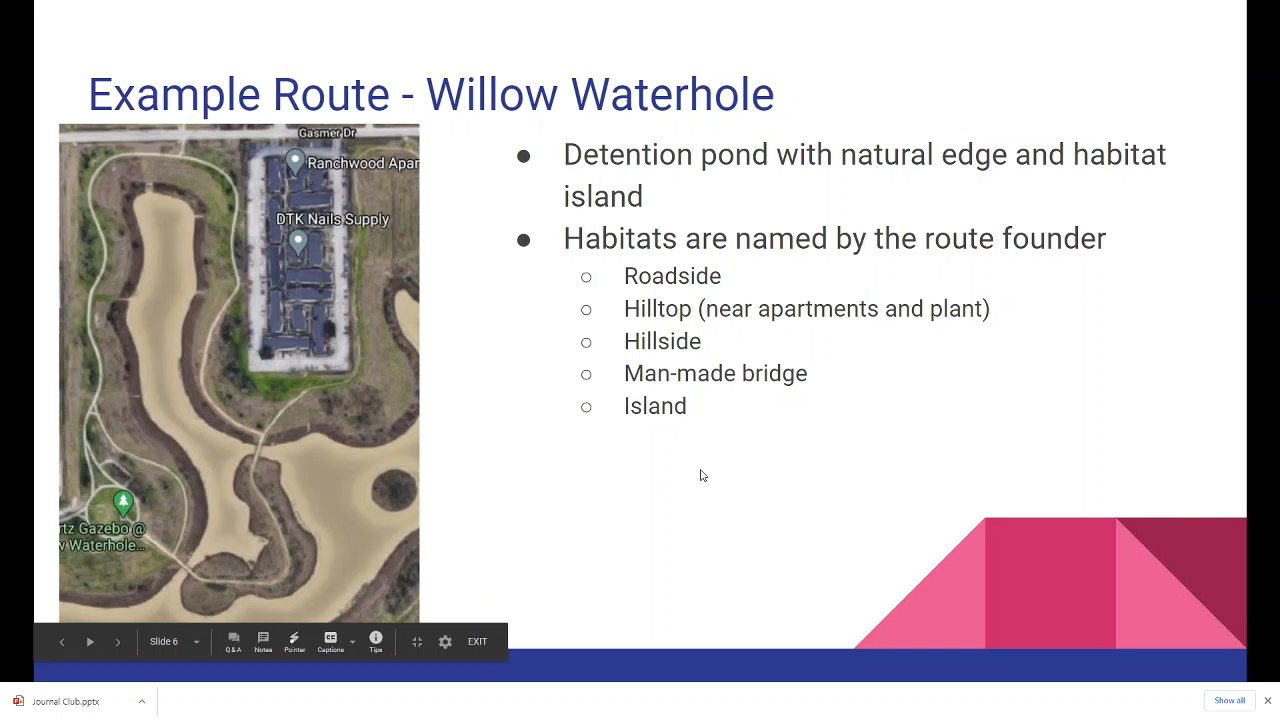 Example Route - Willow Waterhole
Gasmer Dr
Ranchwood Apar
DTK Nails Supply
rtz Gazebo @
w Waterhole...
● Detention pond with natural edge and habitat
island
● Habitats are named by the route founder
○ Roadside
○ Hilltop (near apartments and plant)
○ Hillside
○ Man-made bridge
○ Island
Slide 6
Q&A
Notes
Pointer
Captions
Tips
EXIT
Journal Club.pptx
Show all